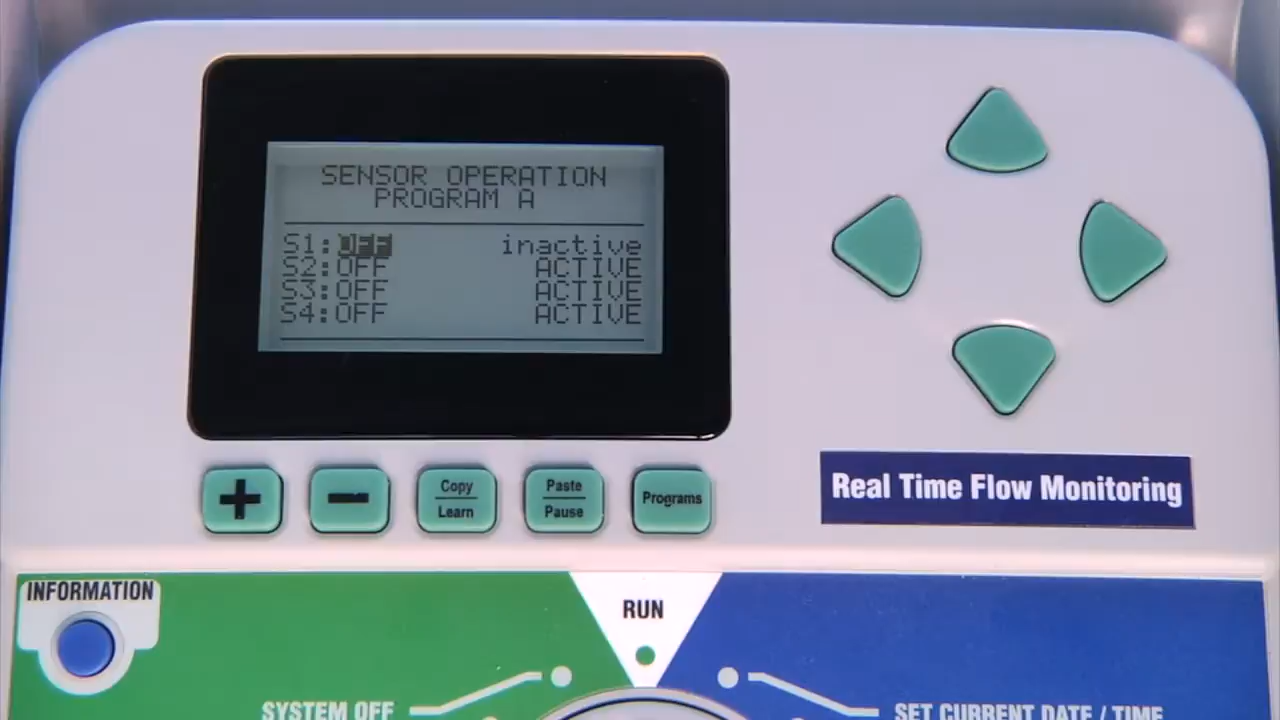 SENSOR OPERATION
PROGRAM A
S1:OFF inactive
S2:OFF ACTIVE
S3:OFF ACTIVE
S4:OFF ACTIVE
+ − Copy Learn Paste Pause Programs
Real Time Flow Monitoring
INFORMATION
RUN
SYSTEM OFF
SET CURRENT DATE / TIME